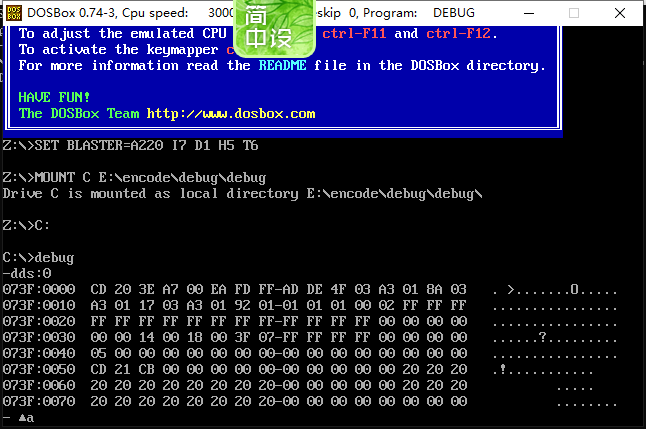 DOSBox 0.74-3, Cpu speed: 3000 eskip 0, Program: DEBUG
简
中设
To adjust the emulated CPU ctrl-F11 and ctrl-F12.
To activate the keymapper c
For more information read the README file in the DOSBox directory.
HAVE FUN!
The DOSBox Team http://www.dosbox.com
Z:\>SET BLASTER=A220 I7 D1 H5 T6
Z:\>MOUNT C E:\encode\debug\debug
Drive C is mounted as local directory E:\encode\debug\debug\
Z:\>C:
C:\>debug
-dds:0
073F:0000 CD 20 3E A7 00 EA FD FF-AD DE 4F 03 A3 01 8A 03 . >.......O.....
073F:0010 A3 01 17 03 A3 01 92 01-01 01 01 00 02 FF FF FF ................
073F:0020 FF FF FF FF FF FF FF FF-FF FF FF FF 00 00 00 00 ................
073F:0030 00 00 14 00 18 00 3F 07-FF FF FF FF 00 00 00 00 ......?.........
073F:0040 05 00 00 00 00 00 00 00-00 00 00 00 00 00 00 00 ................
073F:0050 CD 21 CB 00 00 00 00 00-00 00 00 00 00 20 20 20 .!...........
073F:0060 20 20 20 20 20 20 20 20-00 00 00 00 00 20 20 20 .....
073F:0070 20 20 20 20 20 20 20 20-00 00 00 00 00 00 00 00 ........
- ▲a